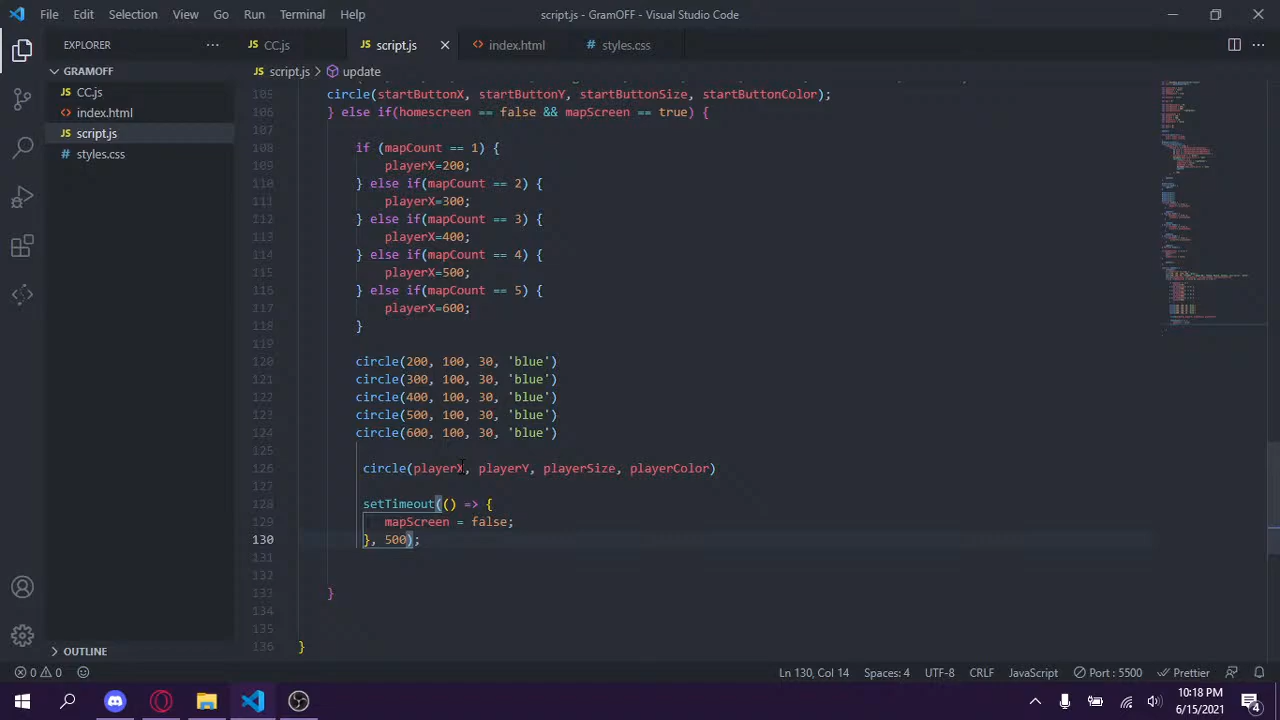 File Edit Selection View Go Run Terminal Help
script.js - GramOFF - Visual Studio Code
EXPLORER
CC.js
script.js
index.html
styles.css
GRAMOFF
CC.js
index.html
script.js
styles.css
script.js > update
105 circle(startButtonX, startButtonY, startButtonSize, startButtonColor);
106 } else if(homescreen == false && mapScreen == true) {
107
108 if (mapCount == 1) {
109 playerX=200;
110 } else if(mapCount == 2) {
111 playerX=300;
112 } else if(mapCount == 3) {
113 playerX=400;
114 } else if(mapCount == 4) {
115 playerX=500;
116 } else if(mapCount == 5) {
117 playerX=600;
118 }
119
120 circle(200, 100, 30, 'blue')
121 circle(300, 100, 30, 'blue')
122 circle(400, 100, 30, 'blue')
123 circle(500, 100, 30, 'blue')
124 circle(600, 100, 30, 'blue')
125
126 circle(playerX, playerY, playerSize, playerColor)
127
128 setTimeout(() => {
129 mapScreen = false;
130 }, 500);
131
132
133 }
134
135
136 }
OUTLINE
0 0
Ln 130, Col 14
Spaces: 4
UTF-8
CRLF
JavaScript
Port : 5500
Prettier
10:18 PM
6/15/2021
4